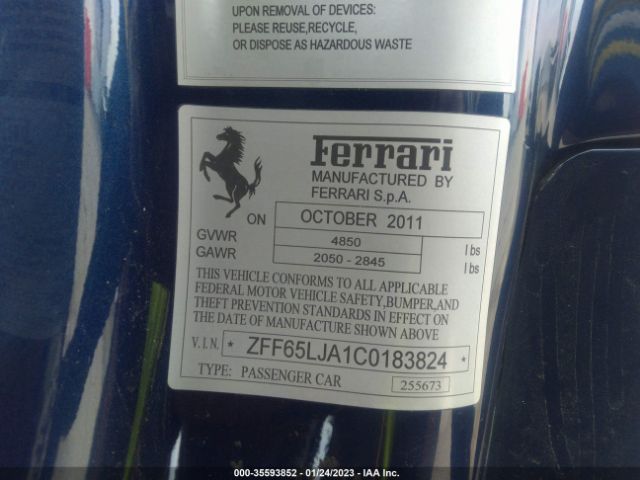 UPON REMOVAL OF DEVICES:
PLEASE REUSE,RECYCLE,
OR DISPOSE AS HAZARDOUS WASTE
Ferrari
MANUFACTURED BY
FERRARI S.p.A.
ON OCTOBER 2011
GVWR 4850 lbs
GAWR 2050 - 2845 lbs
THIS VEHICLE CONFORMS TO ALL APPLICABLE
FEDERAL MOTOR VEHICLE SAFETY,BUMPER,AND
THEFT PREVENTION STANDARDS IN EFFECT ON
THE DATE OF MANUFACTURE SHOWN ABOVE
V.I.N. * ZFF65LJA1C0183824 *
TYPE: PASSENGER CAR 255673
000-35593852 - 01/24/2023 - IAA Inc.